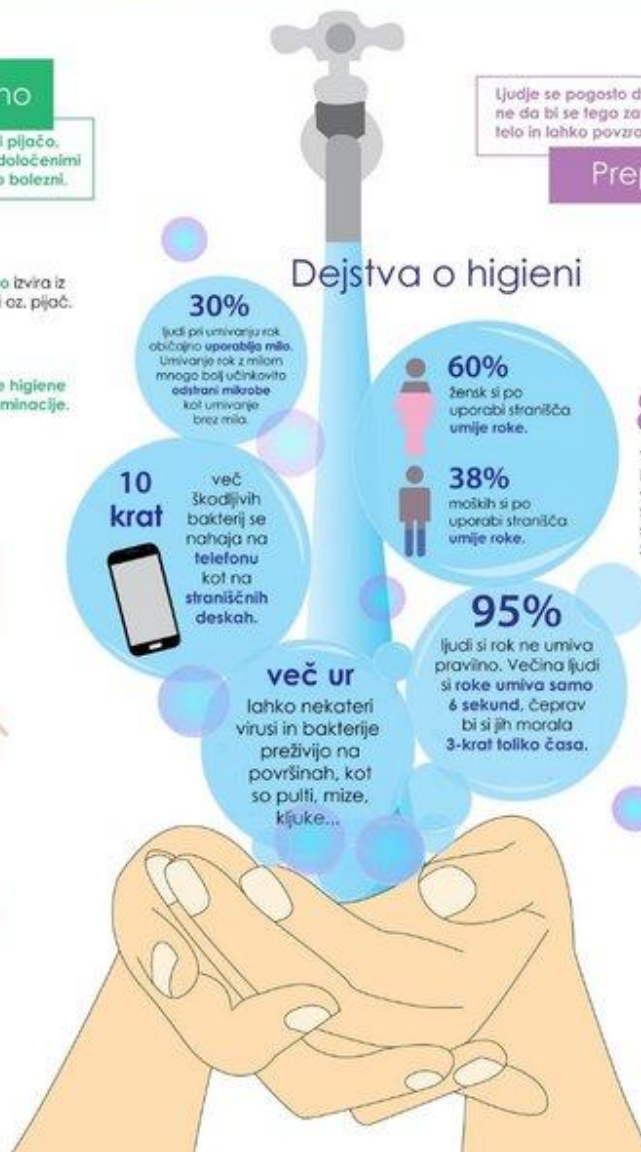 no
i pijačo,
določenimi
o bolezni.
o izvira iz
i oz. pijač.
e higiene
minacije.
Ljudje se pogosto d
ne da bi se tega za
telo in lahko povzro
Prep
Dejstva o higieni
30%
ljudi pri umivanju rok
običajno uporablja milo.
Umivanje rok z milom
mnogo bolj učinkovito
odstrani mikrobe
kot umivanje
brez mila.
60%
žensk si po
uporabi stranišča
umije roke.
38%
moških si po
uporabi stranišča
umije roke.
10
krat
več
škodljivih
bakterij se
nahaja na
telefonu
kot na
straniščnih
deskah.
95%
ljudi si rok ne umiva
pravilno. Večina ljudi
si roke umiva samo
6 sekund, čeprav
bi si jih morala
3-krat toliko časa.
več ur
lahko nekateri
virusi in bakterije
preživijo na
površinah, kot
so pulti, mize,
kljuke...